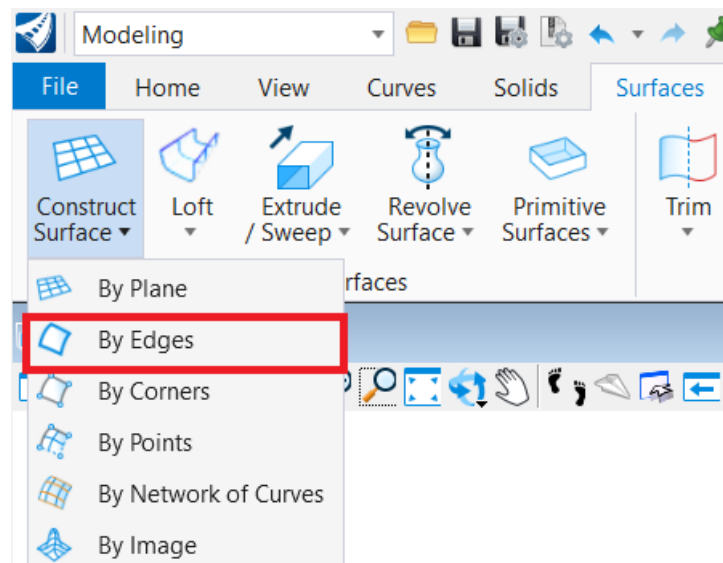 Modeling
File Home View Curves Solids Surfaces
Construct Loft Extrude Revolve Primitive Trim
Surface / Sweep Surface Surfaces
rfaces
By Plane
By Edges
By Corners
By Points
By Network of Curves
By Image